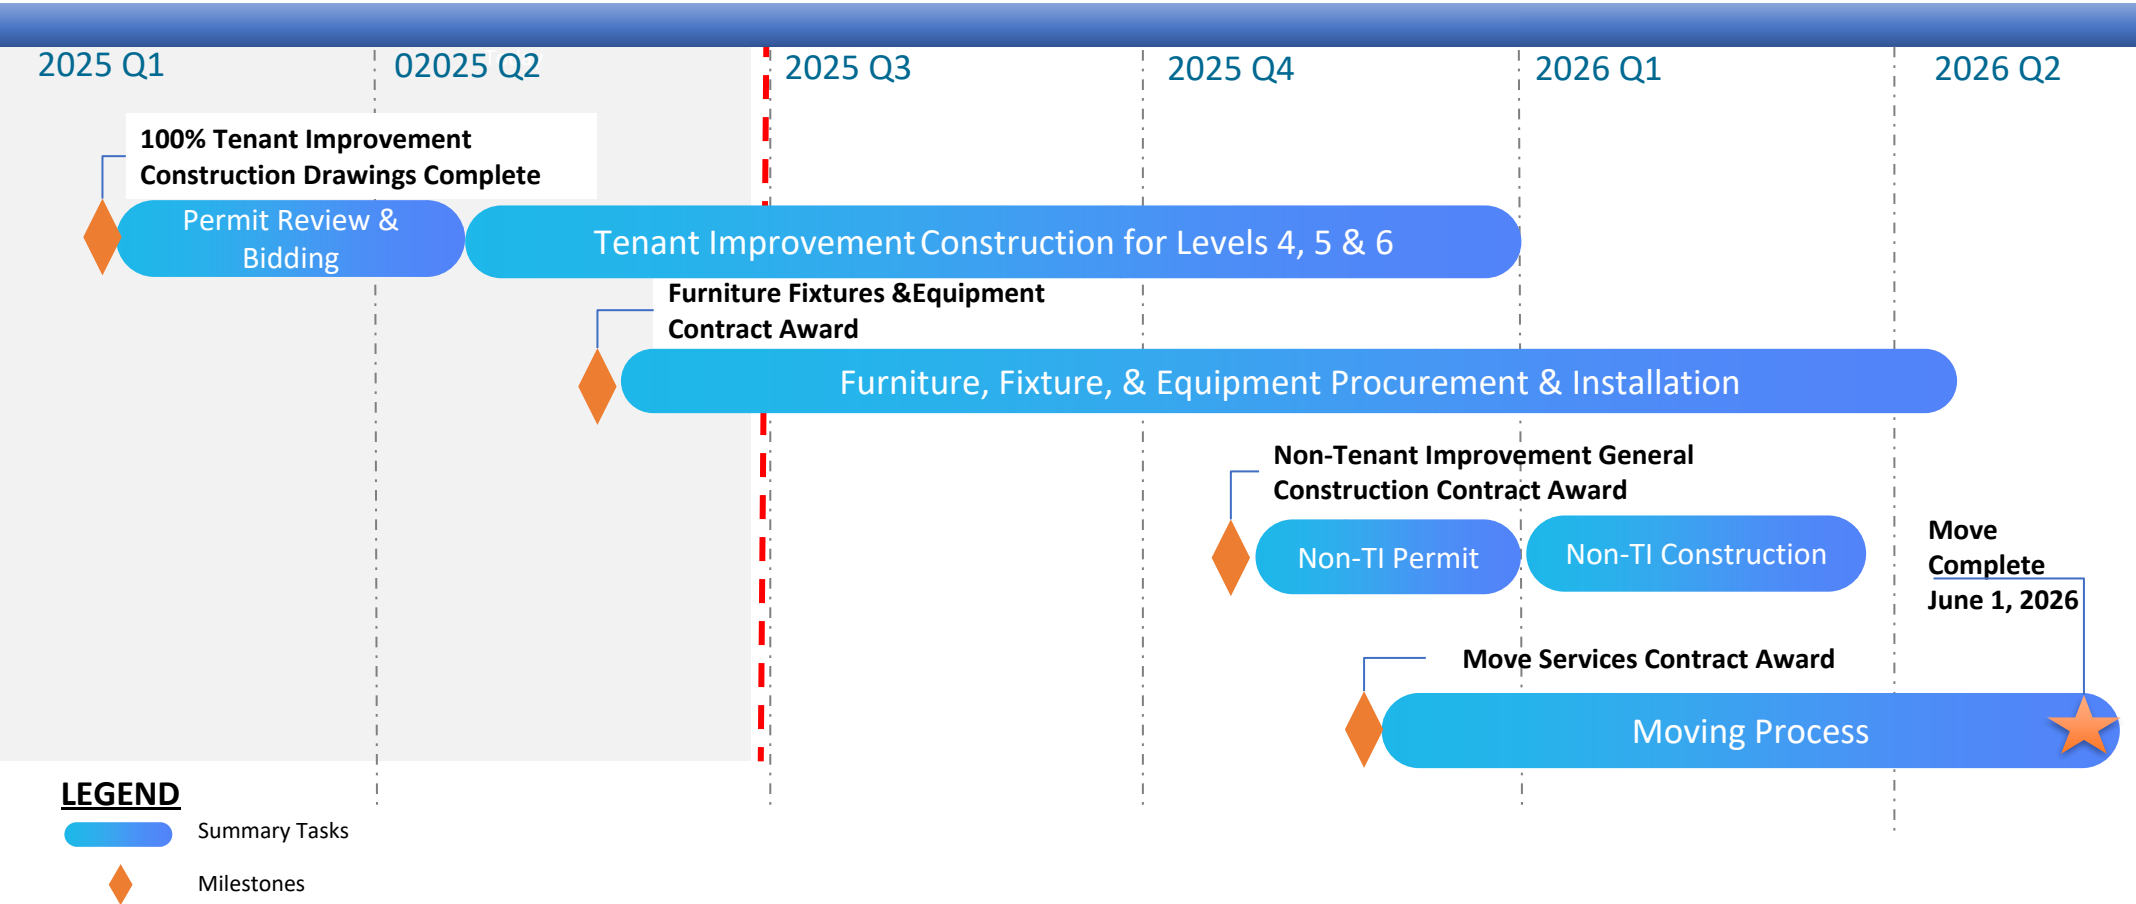 2025 Q1
02025 Q2
2025 Q3
2025 Q4
2026 Q1
2026 Q2
100% Tenant Improvement
Construction Drawings Complete
Permit Review &
Bidding
Tenant Improvement Construction for Levels 4, 5 & 6
Furniture Fixtures &Equipment
Contract Award
Furniture, Fixture, & Equipment Procurement & Installation
Non-Tenant Improvement General
Construction Contract Award
Non-TI Permit
Non-TI Construction
Move
Complete
June 1, 2026
Move Services Contract Award
Moving Process
LEGEND
Summary Tasks
Milestones